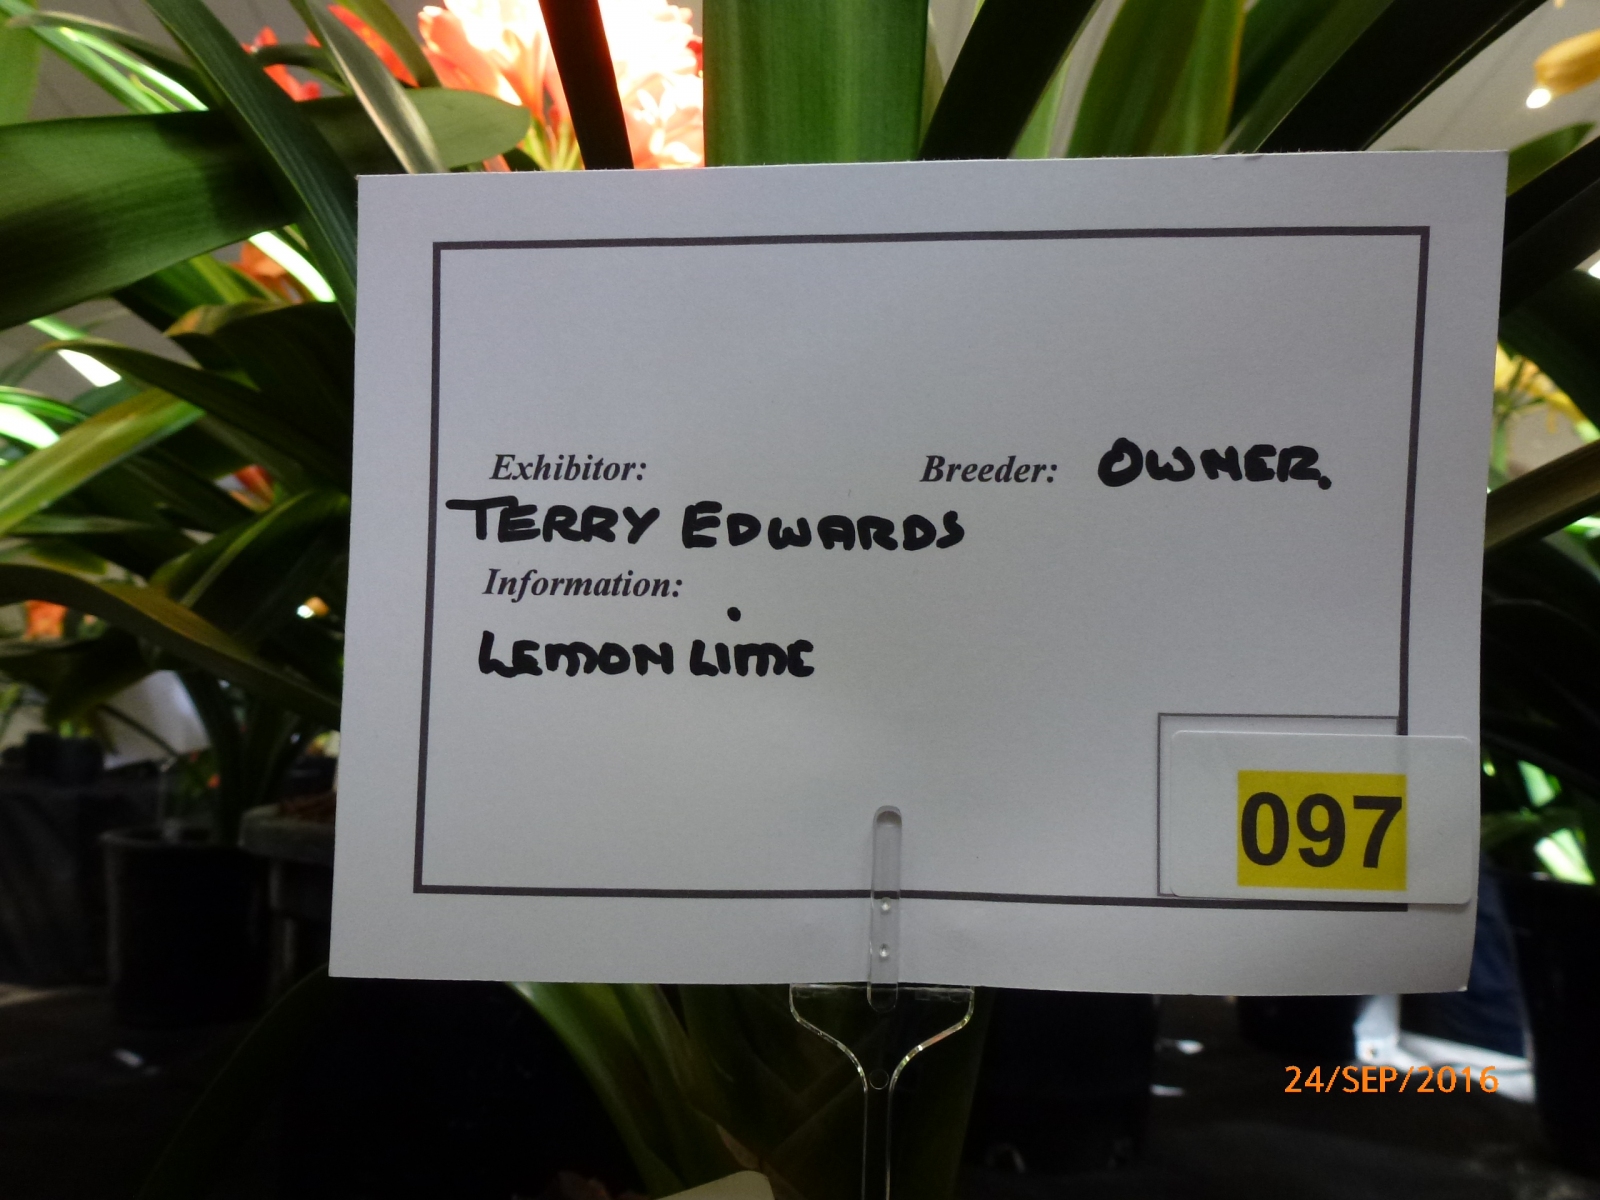 Exhibitor: Breeder: OWNER.
TERRY EDWARDS
Information:
LEMON LIME
097
24/SEP/2016